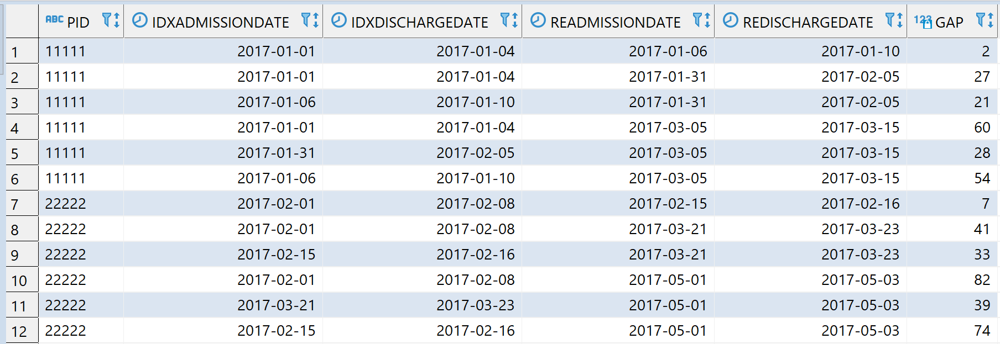 ABC PID IDXADMISSIONDATE IDXDISCHARGEDATE READMISSIONDATE REDISCHARGEDATE 123 GAP
1 11111 2017-01-01 2017-01-04 2017-01-06 2017-01-10 2
2 11111 2017-01-01 2017-01-04 2017-01-31 2017-02-05 27
3 11111 2017-01-06 2017-01-10 2017-01-31 2017-02-05 21
4 11111 2017-01-01 2017-01-04 2017-03-05 2017-03-15 60
5 11111 2017-01-31 2017-02-05 2017-03-05 2017-03-15 28
6 11111 2017-01-06 2017-01-10 2017-03-05 2017-03-15 54
7 22222 2017-02-01 2017-02-08 2017-02-15 2017-02-16 7
8 22222 2017-02-01 2017-02-08 2017-03-21 2017-03-23 41
9 22222 2017-02-15 2017-02-16 2017-03-21 2017-03-23 33
10 22222 2017-02-01 2017-02-08 2017-05-01 2017-05-03 82
11 22222 2017-03-21 2017-03-23 2017-05-01 2017-05-03 39
12 22222 2017-02-15 2017-02-16 2017-05-01 2017-05-03 74